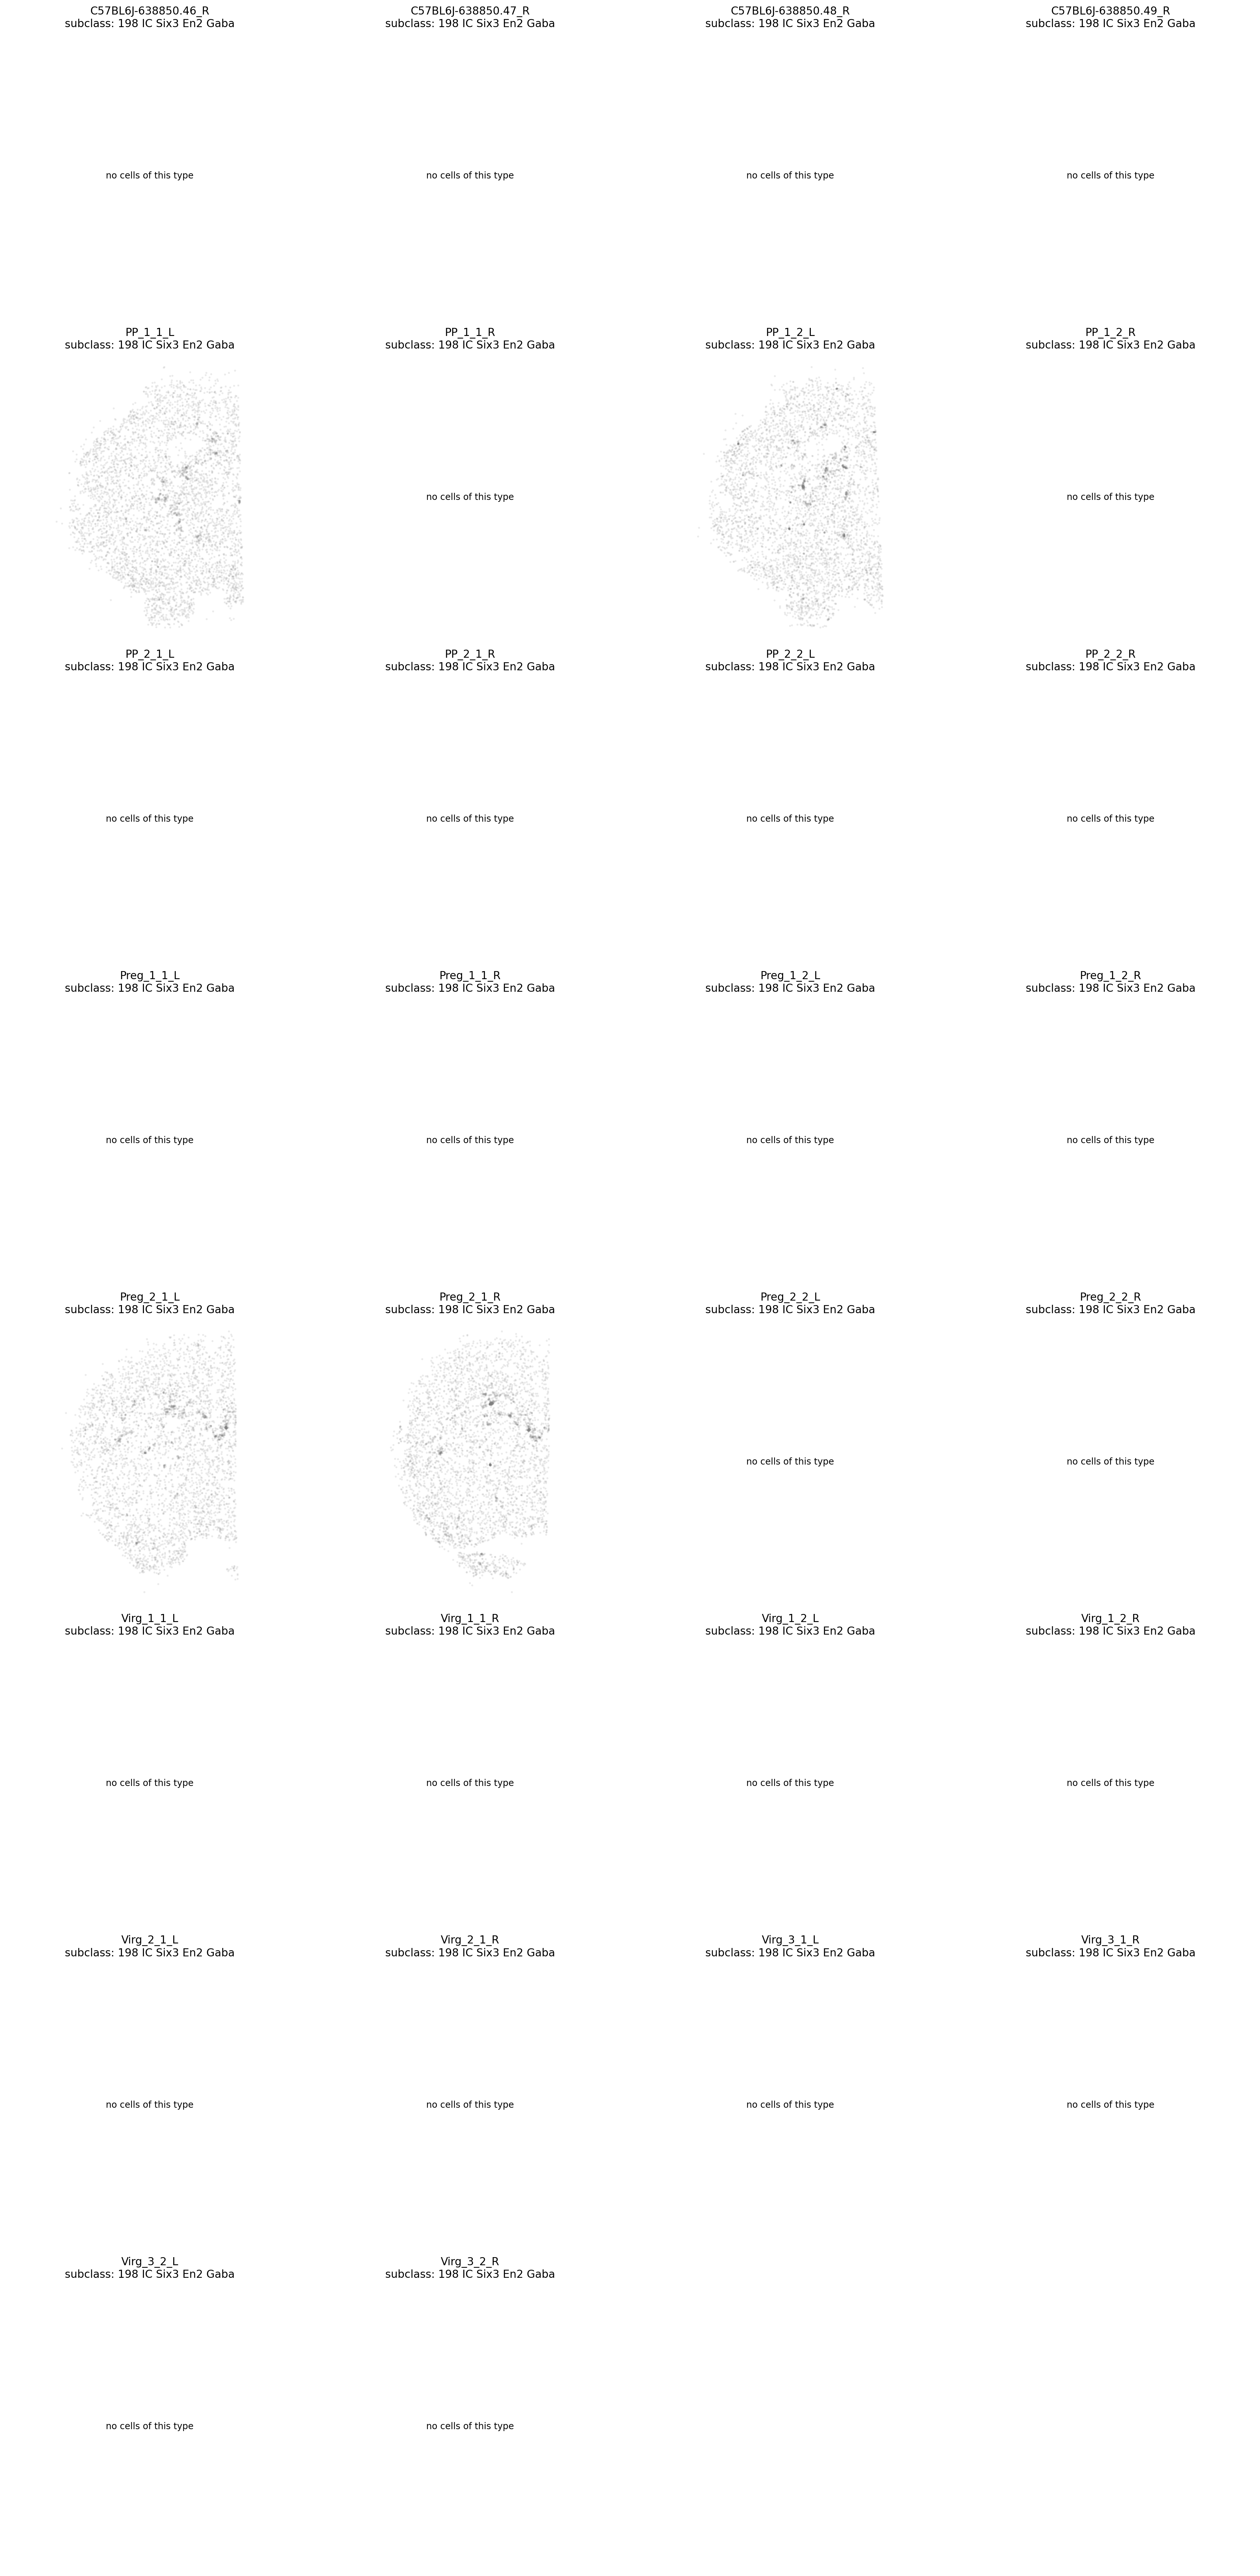 C57BL6J-638850.46_R
subclass: 198 IC Six3 En2 Gaba
C57BL6J-638850.47_R
subclass: 198 IC Six3 En2 Gaba
C57BL6J-638850.48_R
subclass: 198 IC Six3 En2 Gaba
C57BL6J-638850.49_R
subclass: 198 IC Six3 En2 Gaba
no cells of this type
no cells of this type
no cells of this type
no cells of this type
PP_1_1_L
subclass: 198 IC Six3 En2 Gaba
PP_1_1_R
subclass: 198 IC Six3 En2 Gaba
PP_1_2_L
subclass: 198 IC Six3 En2 Gaba
PP_1_2_R
subclass: 198 IC Six3 En2 Gaba
no cells of this type
no cells of this type
PP_2_1_L
subclass: 198 IC Six3 En2 Gaba
PP_2_1_R
subclass: 198 IC Six3 En2 Gaba
PP_2_2_L
subclass: 198 IC Six3 En2 Gaba
PP_2_2_R
subclass: 198 IC Six3 En2 Gaba
no cells of this type
no cells of this type
no cells of this type
no cells of this type
Preg_1_1_L
subclass: 198 IC Six3 En2 Gaba
Preg_1_1_R
subclass: 198 IC Six3 En2 Gaba
Preg_1_2_L
subclass: 198 IC Six3 En2 Gaba
Preg_1_2_R
subclass: 198 IC Six3 En2 Gaba
no cells of this type
no cells of this type
no cells of this type
no cells of this type
Preg_2_1_L
subclass: 198 IC Six3 En2 Gaba
Preg_2_1_R
subclass: 198 IC Six3 En2 Gaba
Preg_2_2_L
subclass: 198 IC Six3 En2 Gaba
Preg_2_2_R
subclass: 198 IC Six3 En2 Gaba
no cells of this type
no cells of this type
Virg_1_1_L
subclass: 198 IC Six3 En2 Gaba
Virg_1_1_R
subclass: 198 IC Six3 En2 Gaba
Virg_1_2_L
subclass: 198 IC Six3 En2 Gaba
Virg_1_2_R
subclass: 198 IC Six3 En2 Gaba
no cells of this type
no cells of this type
no cells of this type
no cells of this type
Virg_2_1_L
subclass: 198 IC Six3 En2 Gaba
Virg_2_1_R
subclass: 198 IC Six3 En2 Gaba
Virg_3_1_L
subclass: 198 IC Six3 En2 Gaba
Virg_3_1_R
subclass: 198 IC Six3 En2 Gaba
no cells of this type
no cells of this type
no cells of this type
no cells of this type
Virg_3_2_L
subclass: 198 IC Six3 En2 Gaba
Virg_3_2_R
subclass: 198 IC Six3 En2 Gaba
no cells of this type
no cells of this type